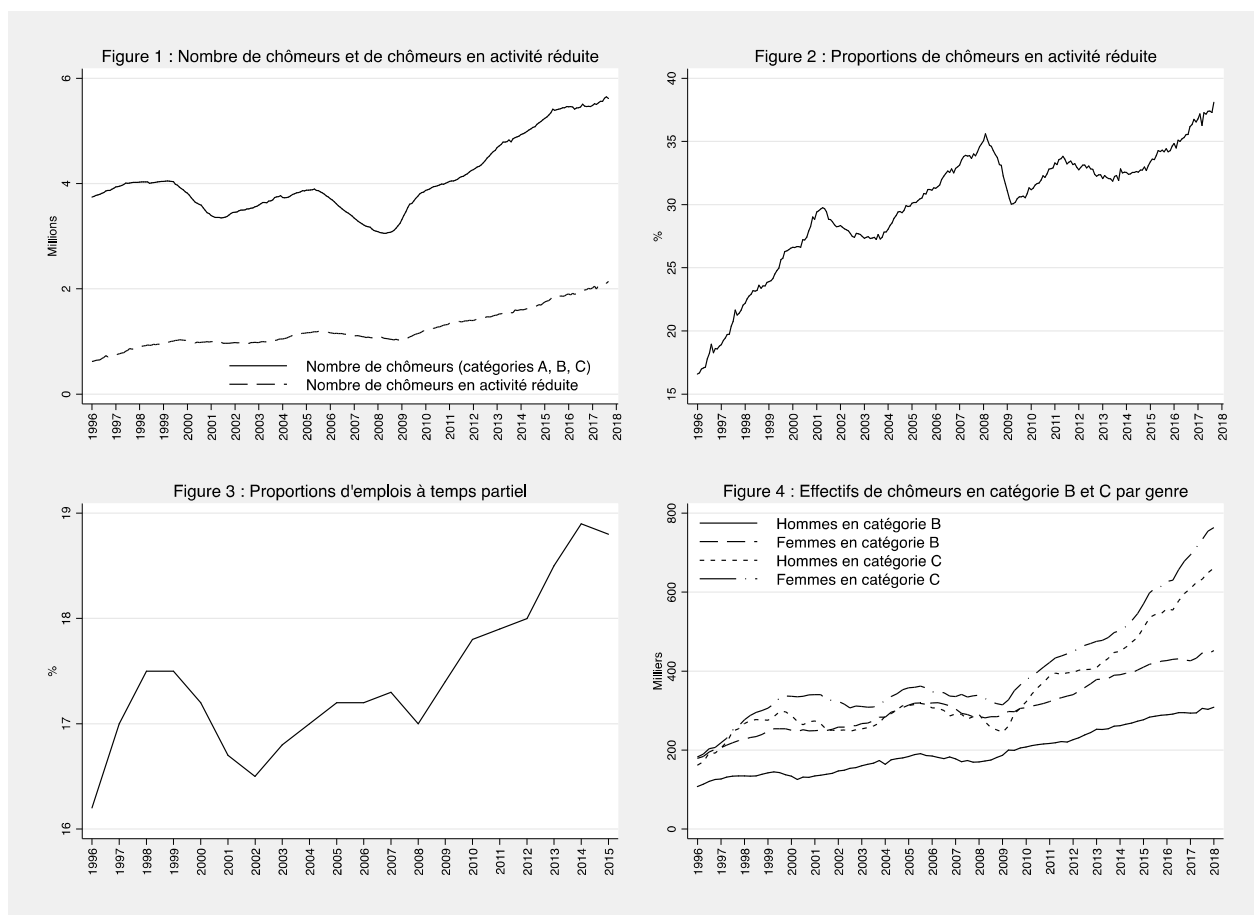 Figure 1 : Nombre de chômeurs et de chômeurs en activité réduite
6
4
2
0
Millions
Nombre de chômeurs (catégories A, B, C)
Nombre de chômeurs en activité réduite
1996 1997 1998 1999 2000 2001 2002 2003 2004 2005 2006 2007 2008 2009 2010 2011 2012 2013 2014 2015 2016 2017 2018
Figure 2 : Proportions de chômeurs en activité réduite
40
35
30
25
20
15
%
1996 1997 1998 1999 2000 2001 2002 2003 2004 2005 2006 2007 2008 2009 2010 2011 2012 2013 2014 2015 2016 2017 2018
Figure 3 : Proportions d'emplois à temps partiel
19
18
17
16
%
1996 1997 1998 1999 2000 2001 2002 2003 2004 2005 2006 2007 2008 2009 2010 2011 2012 2013 2014 2015
Figure 4 : Effectifs de chômeurs en catégorie B et C par genre
800
600
400
200
0
Milliers
Hommes en catégorie B
Femmes en catégorie B
Hommes en catégorie C
Femmes en catégorie C
1996 1997 1998 1999 2000 2001 2002 2003 2004 2005 2006 2007 2008 2009 2010 2011 2012 2013 2014 2015 2016 2017 2018